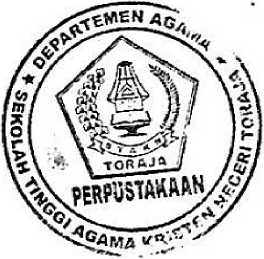 DEPARTEMEN AGAMA
SEKOLAH TINGGI AGAMA KRISTEN NEGERI TORAJA
STAKN
TORAJA
PERPUSTAKAAN